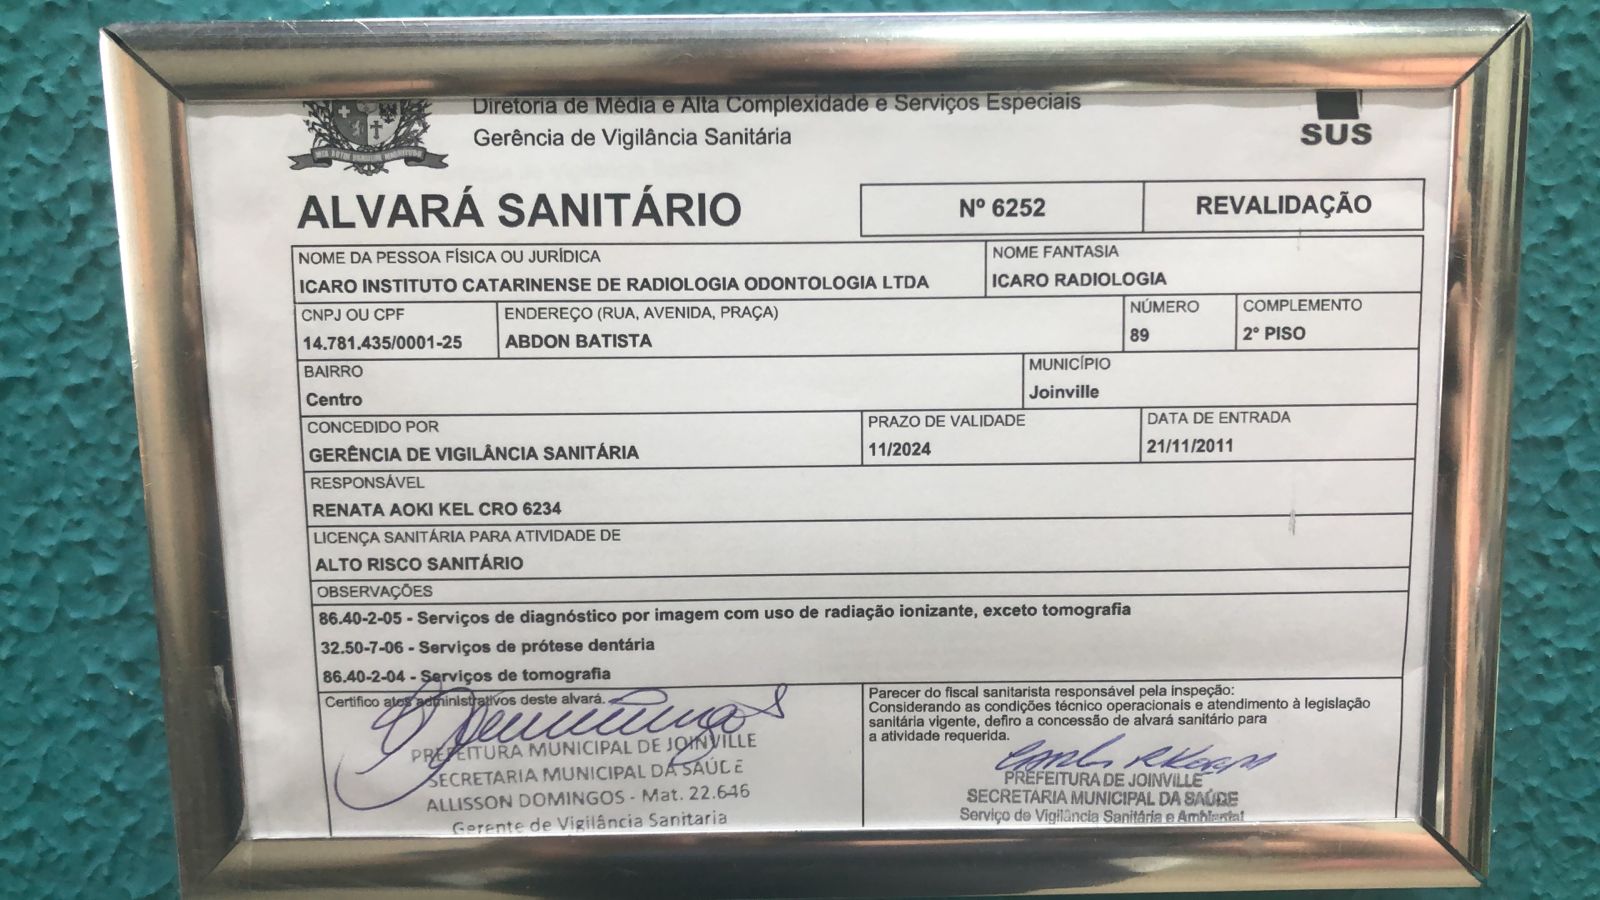 Diretoria de Média e Alta Complexidade e Serviços Especiais
Gerência de Vigilância Sanitária
SUS
ALVARÁ SANITÁRIO
Nº 6252
REVALIDAÇÃO
NOME DA PESSOA FÍSICA OU JURÍDICA
ICARO INSTITUTO CATARINENSE DE RADIOLOGIA ODONTOLOGIA LTDA
NOME FANTASIA
ICARO RADIOLOGIA
CNPJ OU CPF
14.781.435/0001-25
ENDEREÇO (RUA, AVENIDA, PRAÇA)
ABDON BATISTA
NÚMERO
89
COMPLEMENTO
2° PISO
BAIRRO
Centro
MUNICÍPIO
Joinville
CONCEDIDO POR
GERÊNCIA DE VIGILÂNCIA SANITÁRIA
PRAZO DE VALIDADE
11/2024
DATA DE ENTRADA
21/11/2011
RESPONSÁVEL
RENATA AOKI KEL CRO 6234
LICENÇA SANITÁRIA PARA ATIVIDADE DE
ALTO RISCO SANITÁRIO
OBSERVAÇÕES
86.40-2-05 - Serviços de diagnóstico por imagem com uso de radiação ionizante, exceto tomografia
32.50-7-06 - Serviços de prótese dentária
86.40-2-04 - Serviços de tomografia
Certifico atos administrativos deste alvará.
PREFEITURA MUNICIPAL DE JOINVILLE
SECRETARIA MUNICIPAL DA SAÚDE
ALLISSON DOMINGOS - Mat. 22.646
Gerente de Vigilância Sanitaria
Parecer do fiscal sanitarista responsável pela inspeção:
Considerando as condições técnico operacionais e atendimento à legislação
sanitária vigente, defiro a concessão de alvará sanitário para
a atividade requerida.
PREFEITURA DE JOINVILLE
SECRETARIA MUNICIPAL DA SAÚDE
Serviço de Vigilância Sanitária e Ambiental